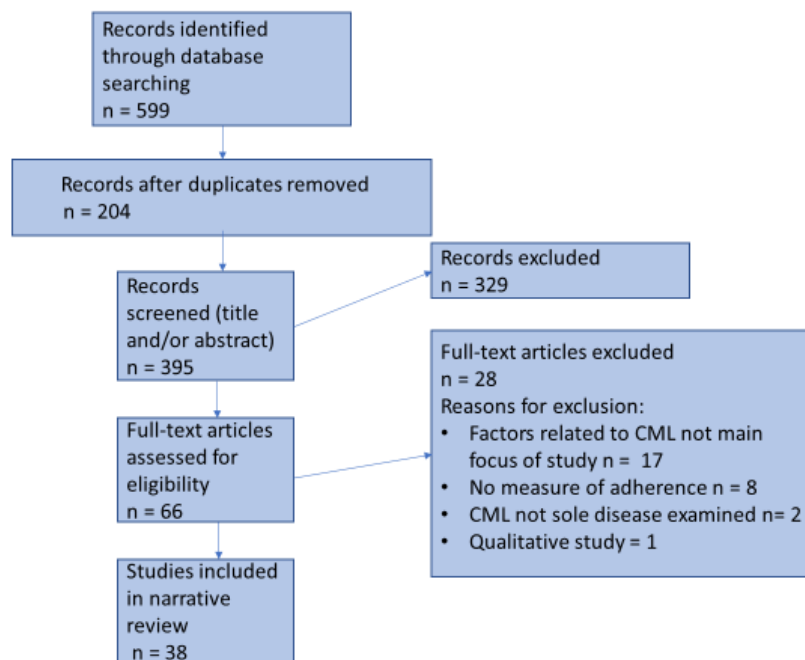 Records identified
through database
searching
n = 599
Records after duplicates removed
n = 204
Records excluded
n = 329
Records
screened (title
and/or abstract)
n = 395
Full-text articles excluded
n = 28
Reasons for exclusion:
• Factors related to CML not main
focus of study n = 17
• No measure of adherence n = 8
• CML not sole disease examined n= 2
• Qualitative study = 1
Full-text articles
assessed for
eligibility
n = 66
Studies included
in narrative
review
n = 38